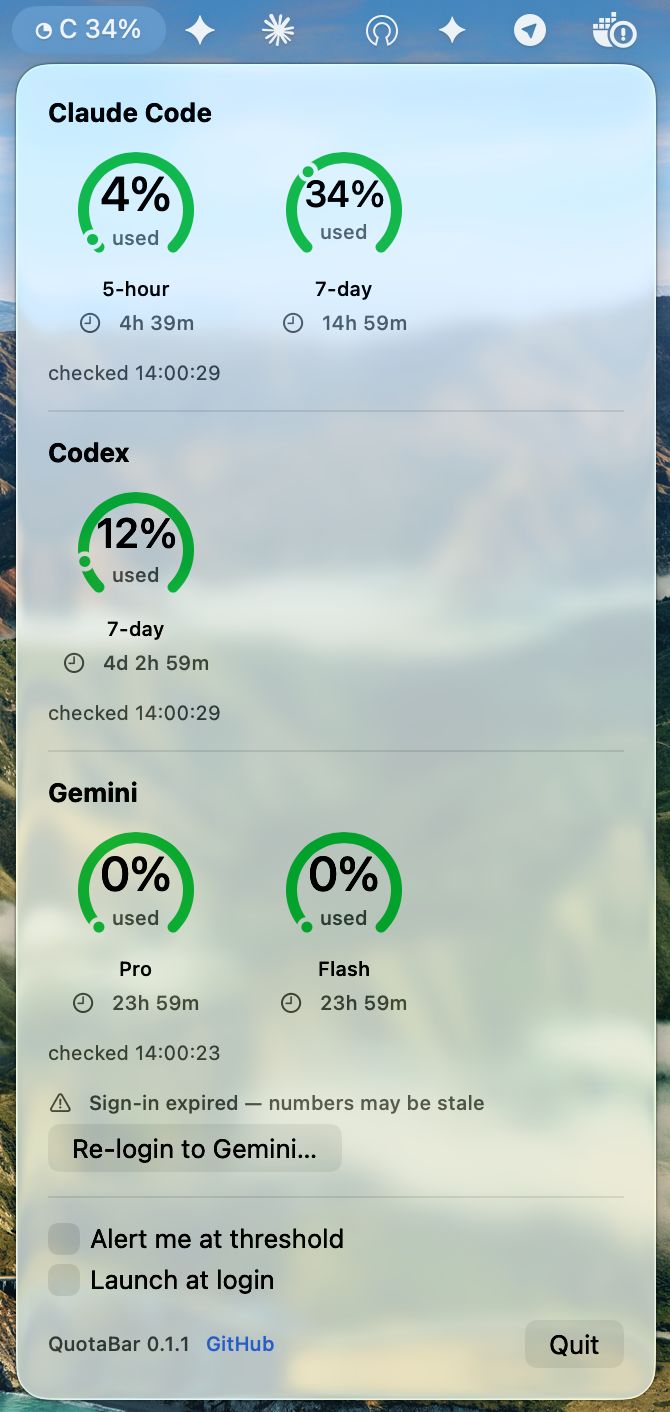 C 34%
Claude Code
4% 34%
used used
5-hour 7-day
4h 39m 14h 59m
checked 14:00:29
Codex
12%
used
7-day
4d 2h 59m
checked 14:00:29
Gemini
0% 0%
used used
Pro Flash
23h 59m 23h 59m
checked 14:00:23
Sign-in expired — numbers may be stale
Re-login to Gemini...
Alert me at threshold
Launch at login
QuotaBar 0.1.1 GitHub Quit